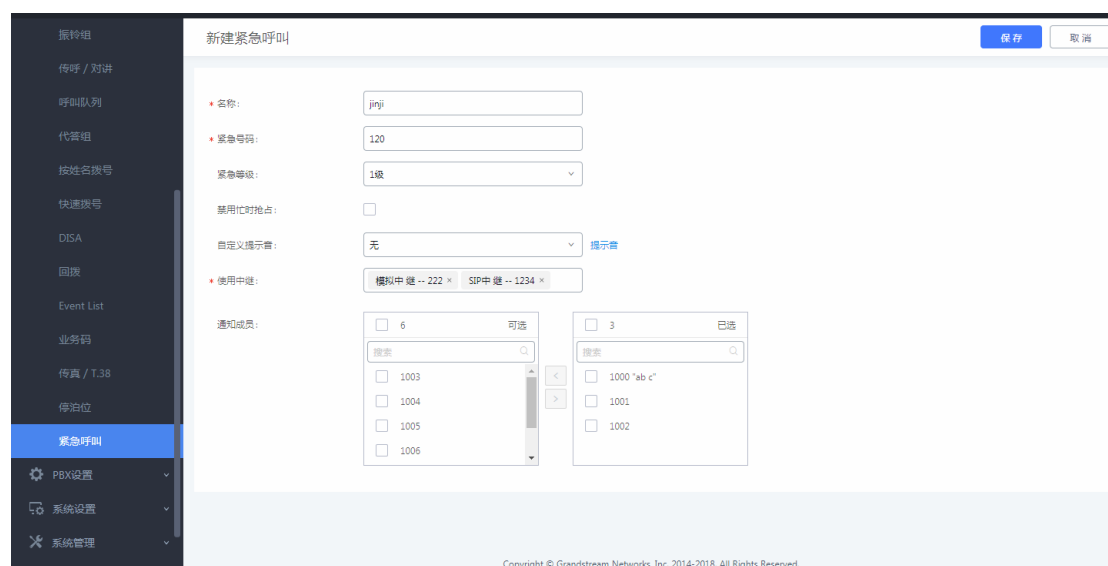 振铃组
传呼 / 对讲
呼叫队列
代答组
按姓名拨号
快速拨号
DISA
回拨
Event List
业务码
传真 / T.38
停泊位
紧急呼叫
PBX设置
系统设置
系统管理
新建紧急呼叫
保存 取消
* 名称: jinji
* 紧急号码: 120
紧急等级: 1级
禁用忙时抢占:
自定义提示音: 无 提示音
* 使用中继: 模拟中 继 -- 222 × SIP中 继 -- 1234 ×
通知成员: 6 可选 3 已选
搜索 搜索
1003 1000 "ab c"
1004 1001
1005 1002
1006
Copyright © Grandstream Networks, Inc. 2014-2018. All Rights Reserved.